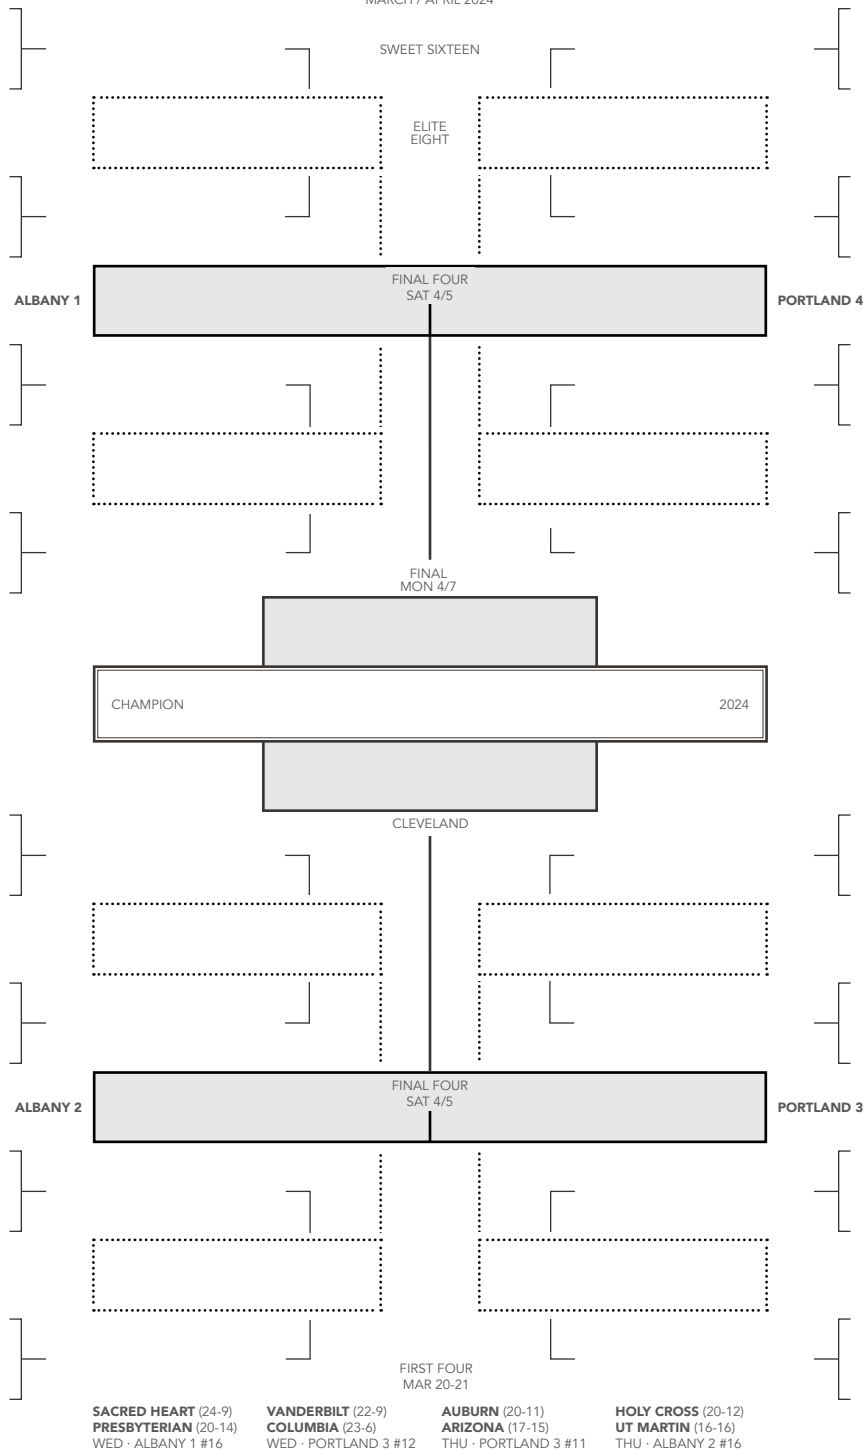 MARCH / APRIL 2024
SWEET SIXTEEN
ELITE
EIGHT
FINAL FOUR
SAT 4/5
ALBANY 1
PORTLAND 4
FINAL
MON 4/7
CHAMPION
2024
CLEVELAND
FINAL FOUR
SAT 4/5
ALBANY 2
PORTLAND 3
FIRST FOUR
MAR 20-21
SACRED HEART (24-9)
PRESBYTERIAN (20-14)
WED · ALBANY 1 #16
VANDERBILT (22-9)
COLUMBIA (23-6)
WED · PORTLAND 3 #12
AUBURN (20-11)
ARIZONA (17-15)
THU · PORTLAND 3 #11
HOLY CROSS (20-12)
UT MARTIN (16-16)
THU · ALBANY 2 #16